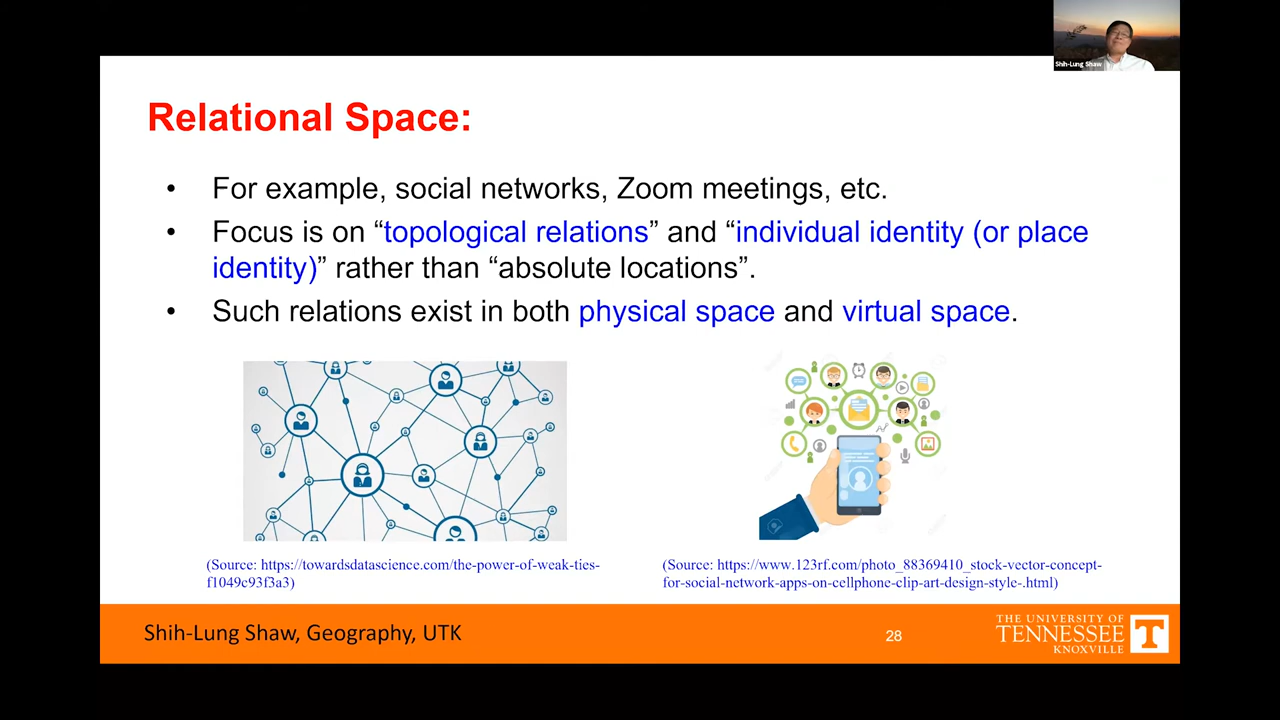 Shih-Lung Shaw
Relational Space:
• For example, social networks, Zoom meetings, etc.
• Focus is on “topological relations” and “individual identity (or place
identity)” rather than “absolute locations”.
• Such relations exist in both physical space and virtual space.
(Source: https://towardsdatascience.com/the-power-of-weak-ties-
f1049c93f3a3)
(Source: https://www.123rf.com/photo_88369410_stock-vector-concept-
for-social-network-apps-on-cellphone-clip-art-design-style-.html)
Shih-Lung Shaw, Geography, UTK
28
THE UNIVERSITY OF
TENNESSEE
KNOXVILLE
T